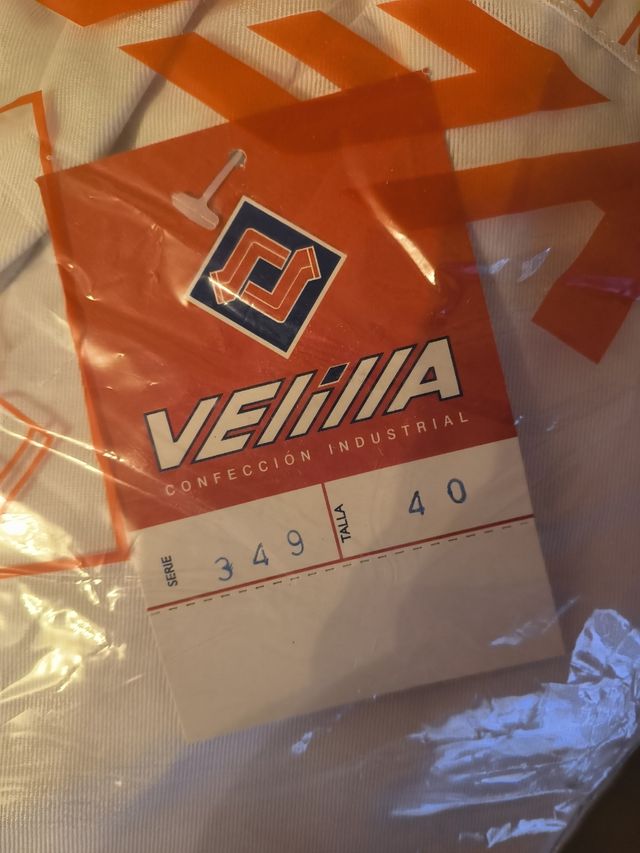 VELILLA
CONFECCIÓN INDUSTRIAL
SERIE 349 TALLA 40